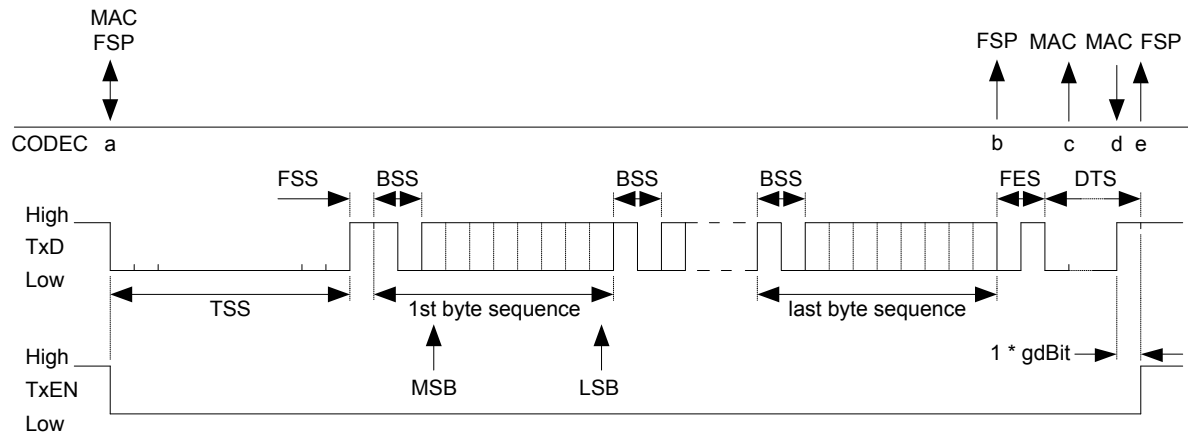 MAC
FSP
FSP MAC MAC FSP
CODEC a b c d e
FSS BSS BSS BSS FES DTS
High
TxD
Low
TSS 1st byte sequence last byte sequence
High 1 * gdBit
TxEN MSB LSB
Low